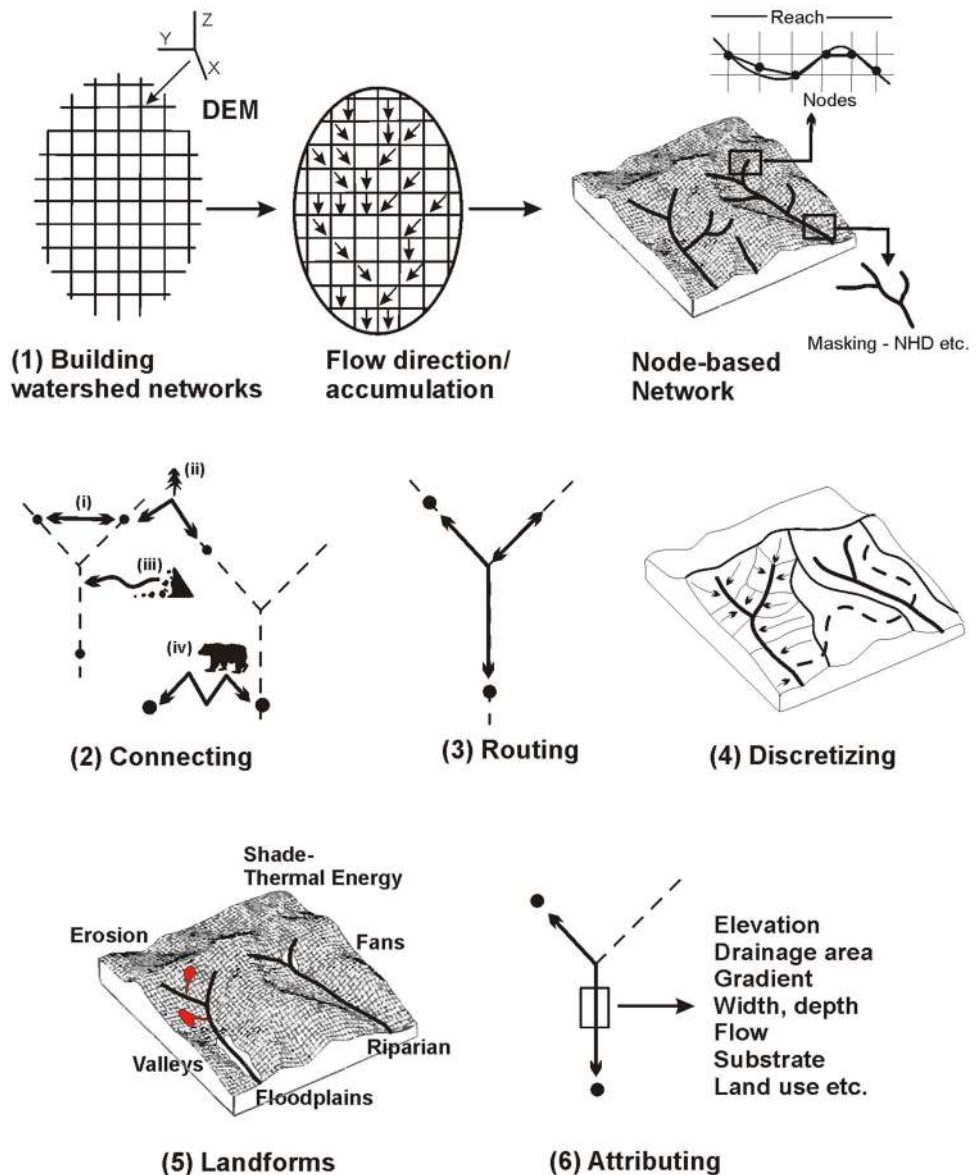 Z
Y
X
DEM
Reach
Nodes
(1) Building
watershed networks
Flow direction/
accumulation
Node-based
Network
Masking - NHD etc.
(i)
(ii)
(iii)
(iv)
(2) Connecting
(3) Routing
(4) Discretizing
Shade-
Thermal Energy
Erosion
Fans
Valleys
Riparian
Floodplains
(5) Landforms
Elevation
Drainage area
Gradient
Width, depth
Flow
Substrate
Land use etc.
(6) Attributing